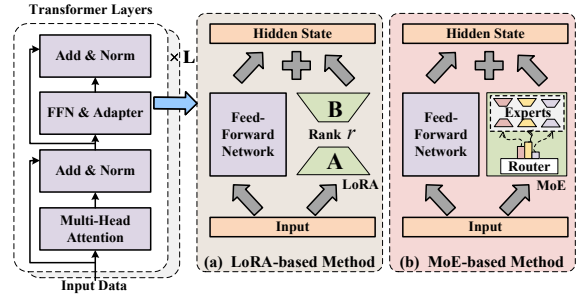 Transformer Layers
Add & Norm
× L
FFN & Adapter
Add & Norm
Multi-Head
Attention
Input Data
Hidden State
Feed-
Forward
Network
B
Rank r
A
LoRA
Input
(a) LoRA-based Method
Hidden State
Feed-
Forward
Network
Experts
Router
MoE
Input
(b) MoE-based Method